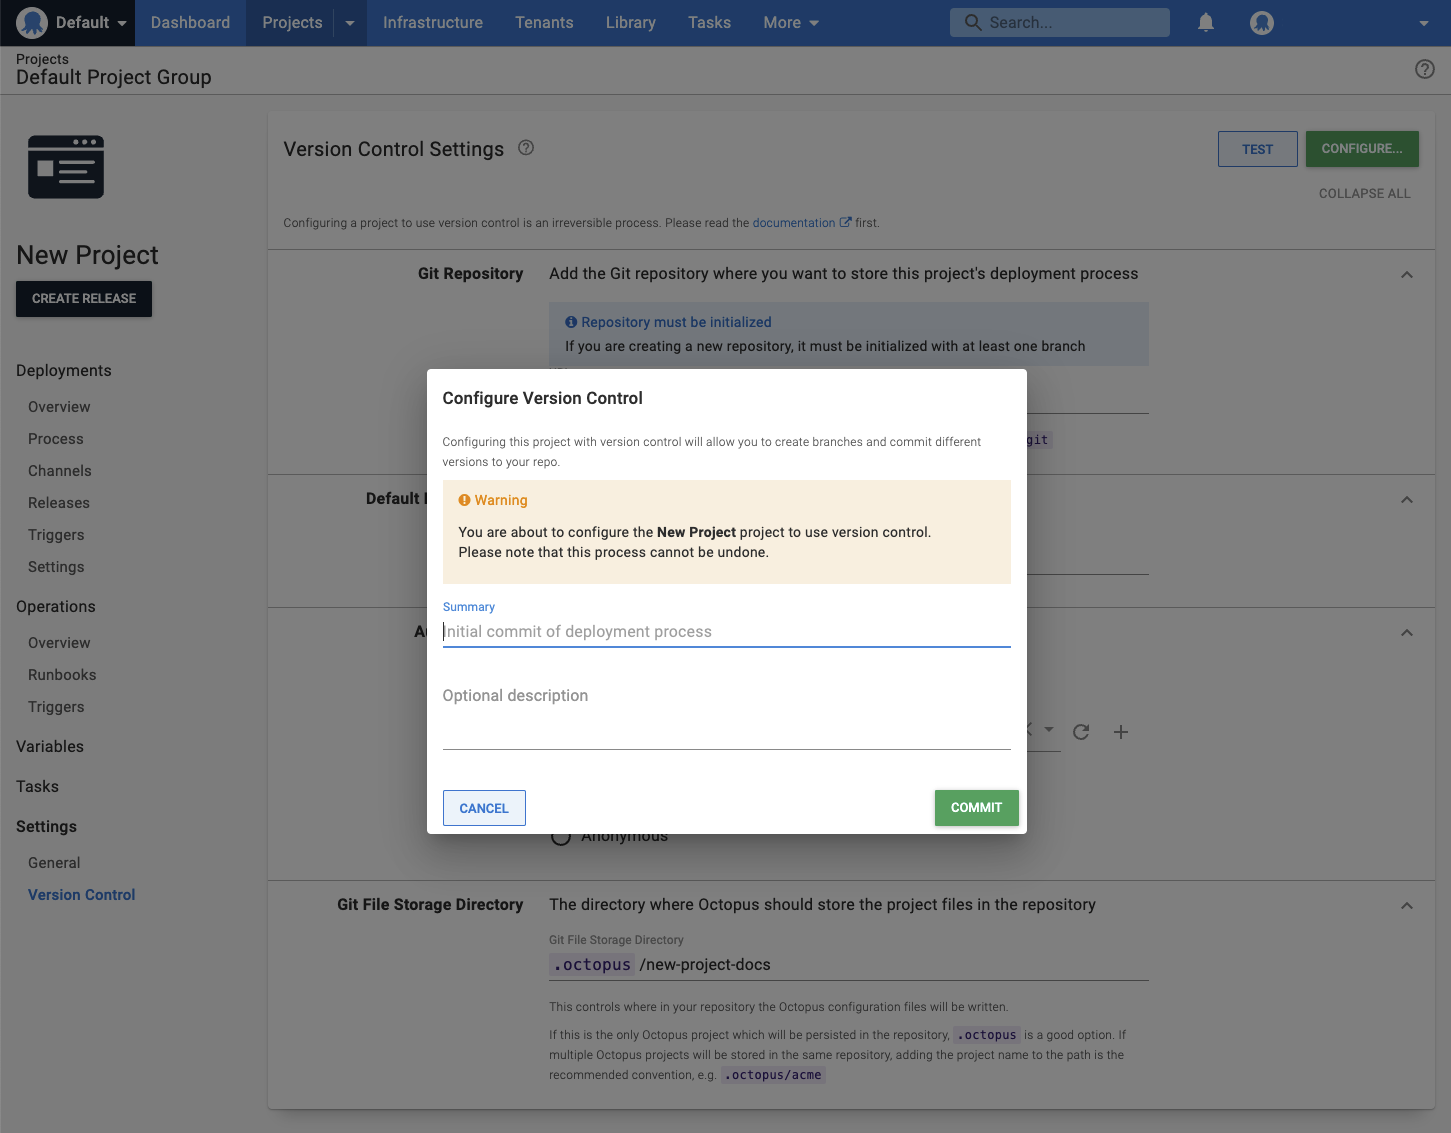 Default
Dashboard
Projects
Infrastructure
Tenants
Library
Tasks
More
Search...
Projects
Default Project Group
New Project
CREATE RELEASE
Deployments
Overview
Process
Channels
Releases
Triggers
Settings
Operations
Overview
Runbooks
Triggers
Variables
Tasks
Settings
General
Version Control
Version Control Settings
TEST
CONFIGURE...
COLLAPSE ALL
Configuring a project to use version control is an irreversible process. Please read the documentation first.
Git Repository
Add the Git repository where you want to store this project's deployment process
Repository must be initialized
If you are creating a new repository, it must be initialized with at least one branch
git
Default
Configure Version Control
Configuring this project with version control will allow you to create branches and commit different
versions to your repo.
Warning
You are about to configure the New Project project to use version control.
Please note that this process cannot be undone.
Summary
Initial commit of deployment process
Optional description
CANCEL
COMMIT
Anonymous
Git File Storage Directory
The directory where Octopus should store the project files in the repository
Git File Storage Directory
.octopus /new-project-docs
This controls where in your repository the Octopus configuration files will be written.
If this is the only Octopus project which will be persisted in the repository, .octopus is a good option. If
multiple Octopus projects will be stored in the same repository, adding the project name to the path is the
recommended convention, e.g. .octopus/acme